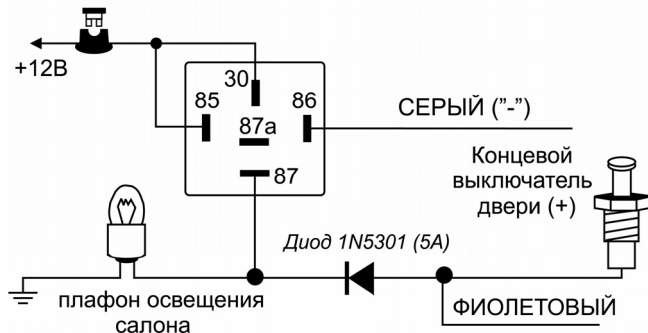 +12В
30
85
86
87а
87
СЕРЫЙ ("-")
Концевой
выключатель
двери (+)
Диод 1N5301 (5А)
плафон освещения
салона
ФИОЛЕТОВЫЙ